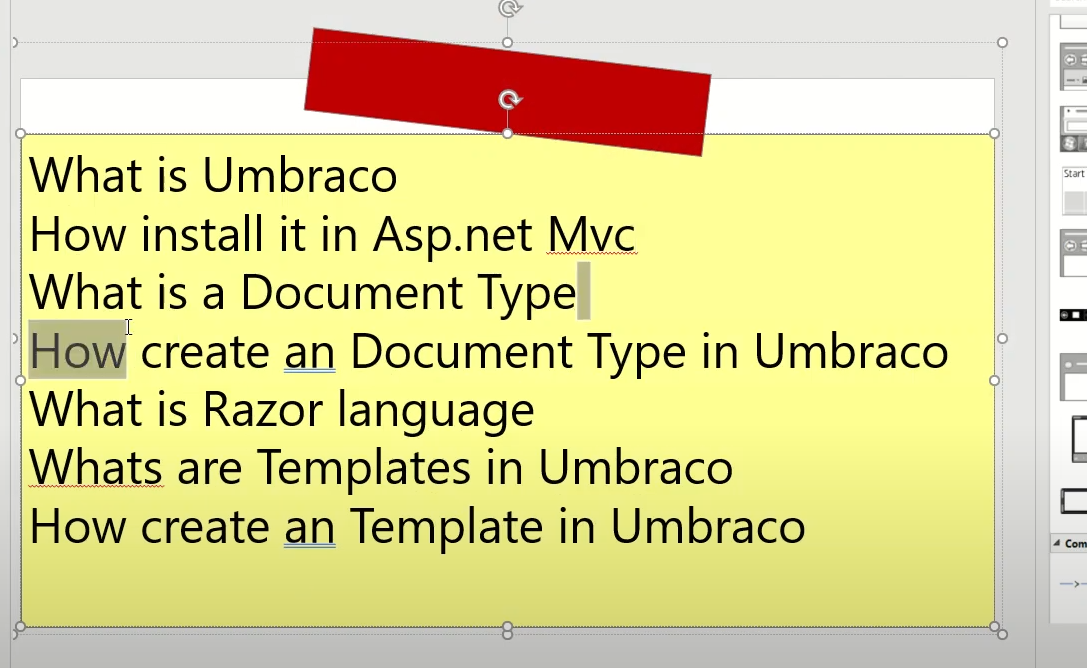 What is Umbraco
How install it in Asp.net Mvc
What is a Document Type
How create an Document Type in Umbraco
What is Razor language
Whats are Templates in Umbraco
How create an Template in Umbraco
Start
Com